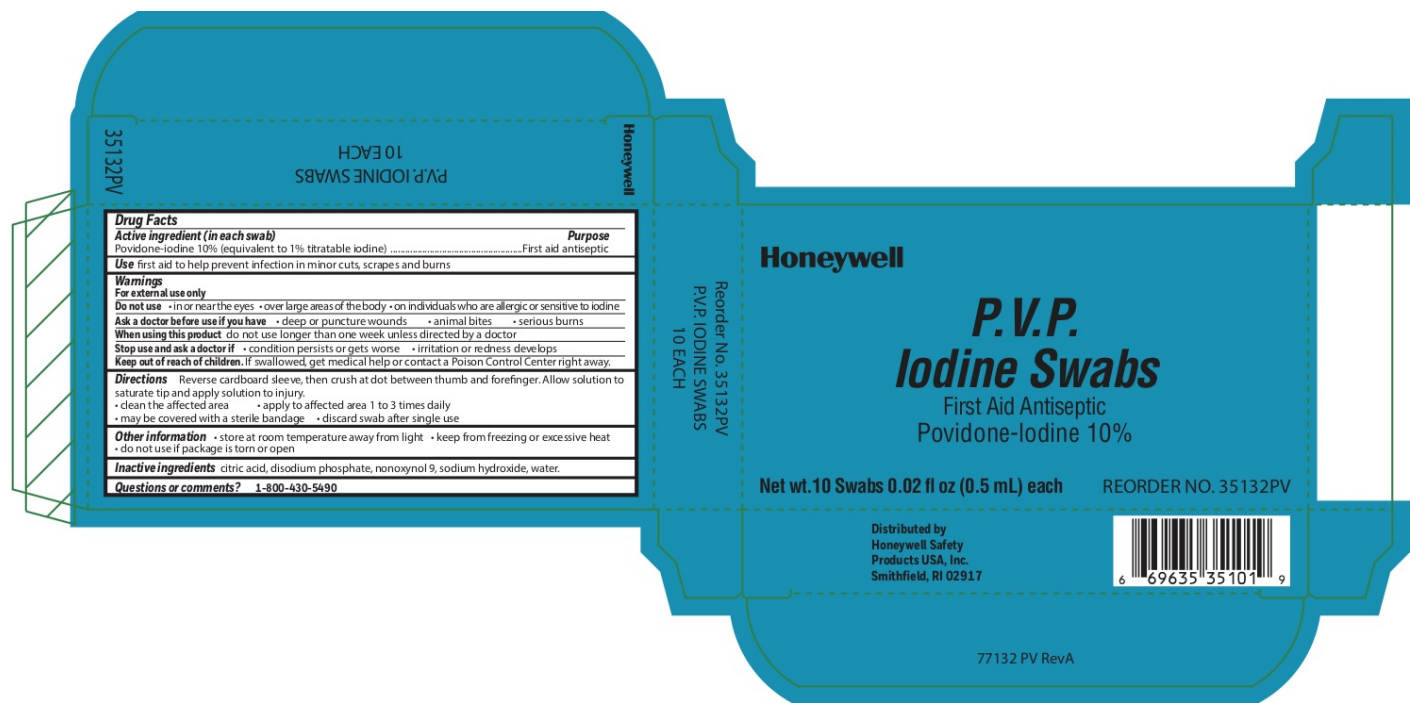 35132PV
P.V.P. IODINE SWABS
10 EACH
Honeywell
Drug Facts
Active ingredient (in each swab) Purpose
Povidone-iodine 10% (equivalent to 1% titratable iodine) ......................................................First aid antiseptic
Use first aid to help prevent infection in minor cuts, scrapes and burns
Warnings
For external use only
Do not use • in or near the eyes • over large areas of the body • on individuals who are allergic or sensitive to iodine
Ask a doctor before use if you have • deep or puncture wounds • animal bites • serious burns
When using this product do not use longer than one week unless directed by a doctor
Stop use and ask a doctor if • condition persists or gets worse • irritation or redness develops
Keep out of reach of children. If swallowed, get medical help or contact a Poison Control Center right away.
Directions Reverse cardboard sleeve, then crush at dot between thumb and forefinger. Allow solution to
saturate tip and apply solution to injury.
• clean the affected area • apply to affected area 1 to 3 times daily
• may be covered with a sterile bandage • discard swab after single use
Other information • store at room temperature away from light • keep from freezing or excessive heat
• do not use if package is torn or open
Inactive ingredients citric acid, disodium phosphate, nonoxynol 9, sodium hydroxide, water.
Questions or comments? 1-800-430-5490
Reorder No. 35132PV
P.V.P. IODINE SWABS
10 EACH
Honeywell
P.V.P.
Iodine Swabs
First Aid Antiseptic
Povidone-Iodine 10%
Net wt.10 Swabs 0.02 fl oz (0.5 mL) each REORDER NO. 35132PV
Distributed by
Honeywell Safety
Products USA, Inc.
Smithfield, RI 02917
6 69635 35101 9
77132 PV RevA